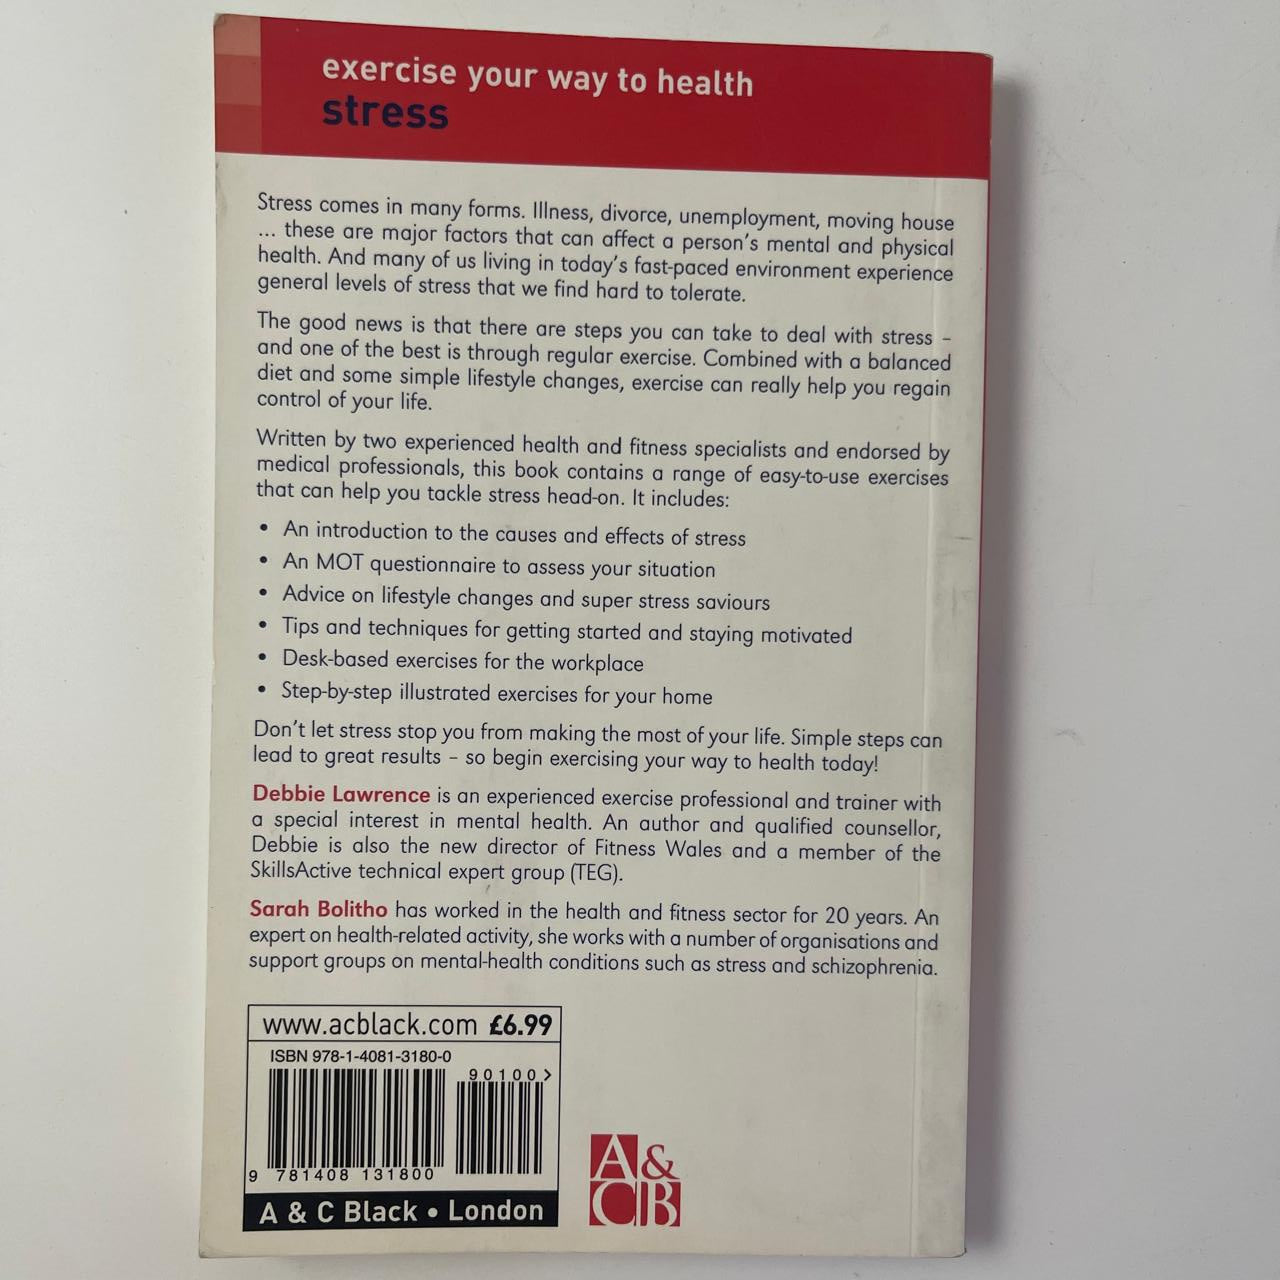 exercise your way to health
stress
Stress comes in many forms. Illness, divorce, unemployment, moving house
... these are major factors that can affect a person's mental and physical
health. And many of us living in today's fast-paced environment experience
general levels of stress that we find hard to tolerate.
The good news is that there are steps you can take to deal with stress –
and one of the best is through regular exercise. Combined with a balanced
diet and some simple lifestyle changes, exercise can really help you regain
control of your life.
Written by two experienced health and fitness specialists and endorsed by
medical professionals, this book contains a range of easy-to-use exercises
that can help you tackle stress head-on. It includes:
• An introduction to the causes and effects of stress
• An MOT questionnaire to assess your situation
• Advice on lifestyle changes and super stress saviours
• Tips and techniques for getting started and staying motivated
• Desk-based exercises for the workplace
• Step-by-step illustrated exercises for your home
Don't let stress stop you from making the most of your life. Simple steps can
lead to great results – so begin exercising your way to health today!
Debbie Lawrence is an experienced exercise professional and trainer with
a special interest in mental health. An author and qualified counsellor,
Debbie is also the new director of Fitness Wales and a member of the
SkillsActive technical expert group (TEG).
Sarah Bolitho has worked in the health and fitness sector for 20 years. An
expert on health-related activity, she works with a number of organisations and
support groups on mental-health conditions such as stress and schizophrenia.
www.acblack.com £6.99
ISBN 978-1-4081-3180-0
90100>
9 781408 131800
A & C Black • London
A &
CB